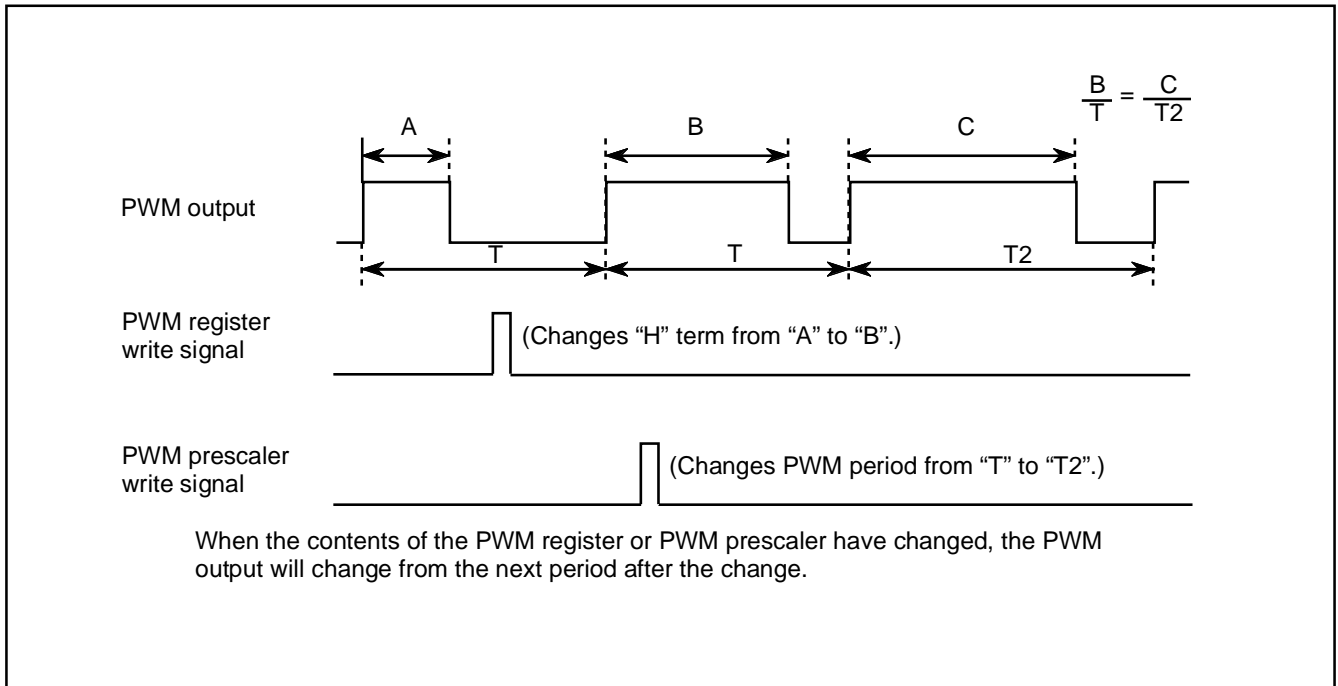 B
T
=
C
T2
A
B
C
PWM output
T
T
T2
PWM register
write signal
(Changes “H” term from “A” to “B”.)
PWM prescaler
write signal
(Changes PWM period from “T” to “T2”.)
When the contents of the PWM register or PWM prescaler have changed, the PWM
output will change from the next period after the change.